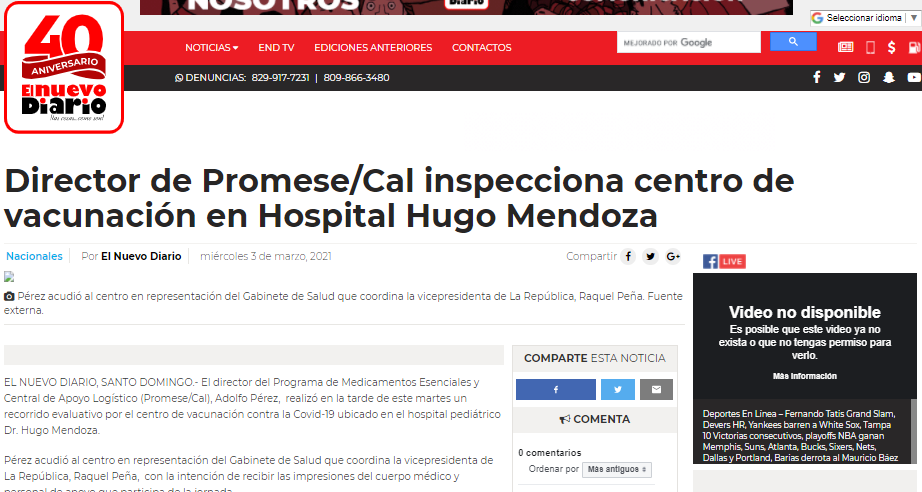 NUESTROS
Seleccionar idioma ▼
40
ANIVERSARIO
El nuevo
Diario
NOTICIAS
END TV
EDICIONES ANTERIORES
CONTACTOS
MEJORADO POR Google
DENUNCIAS: 829-917-7231 | 809-866-3480
Director de Promese/Cal inspecciona centro de
vacunación en Hospital Hugo Mendoza
Nacionales
Por El Nuevo Diario
miércoles 3 de marzo, 2021
Compartir
Pérez acudió al centro en representación del Gabinete de Salud que coordina la vicepresidenta de La República, Raquel Peña. Fuente
externa.
EL NUEVO DIARIO, SANTO DOMINGO.- El director del Programa de Medicamentos Esenciales y
Central de Apoyo Logístico (Promese/Cal), Adolfo Pérez, realizó en la tarde de este martes un
recorrido evaluativo por el centro de vacunación contra la Covid-19 ubicado en el hospital pediátrico
Dr. Hugo Mendoza.
Pérez acudió al centro en representación del Gabinete de Salud que coordina la vicepresidenta de
La República, Raquel Peña, con la intención de recibir las impresiones del cuerpo médico y
personal de apoyo que participa de la jornada.
COMPARTE ESTA NOTICIA
COMENTA
0 comentarios
Ordenar por Más antiguos
LIVE
Video no disponible
Es posible que este video ya no
exista o que no tengas permiso para
verlo.
Más información
Deportes En Línea – Fernando Tatis Grand Slam,
Devers HR, Yankees barren a White Sox, Tampa
10 Victorias consecutivos, playoffs NBA ganan
Memphis, Suns, Atlanta, Bucks, Sixers, Nets,
Dallas y Portland, Barías derrota al Mauricio Báez